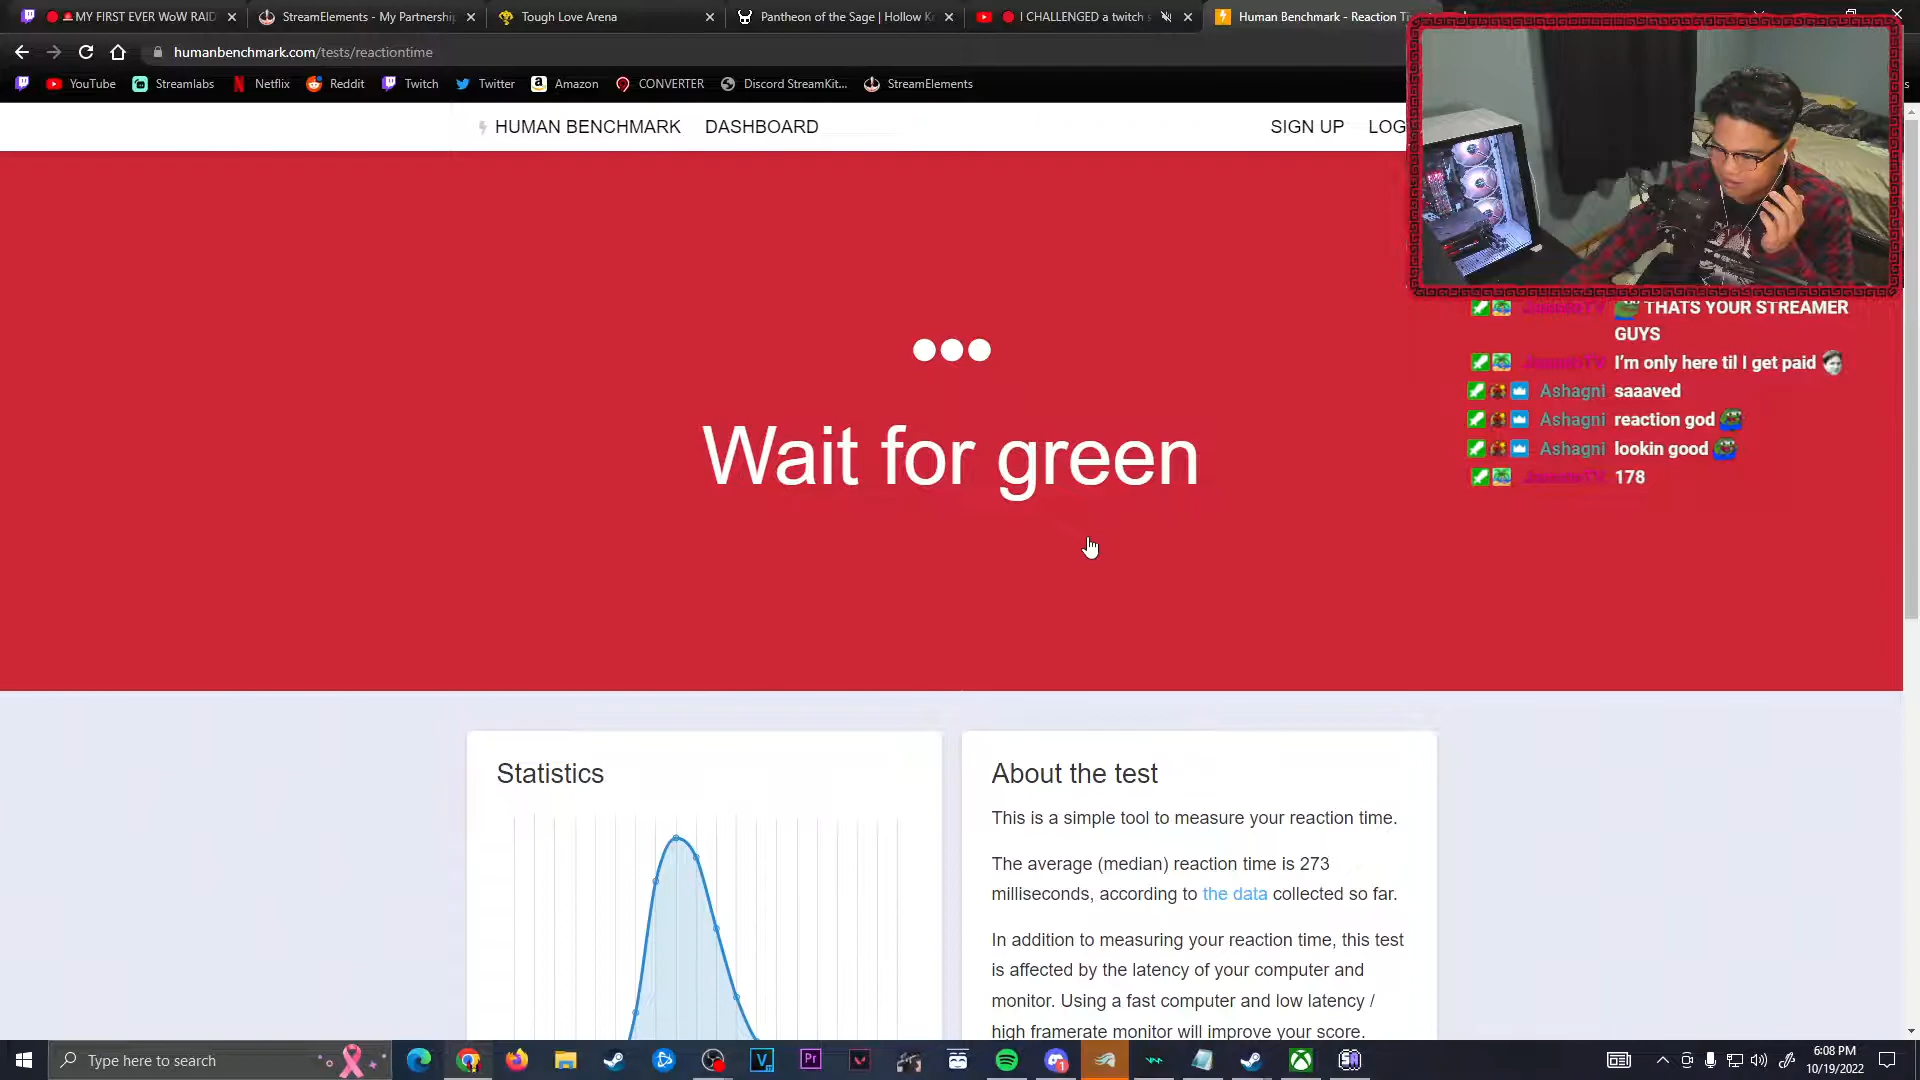 MY FIRST EVER WoW RAID
StreamElements - My Partnership
Tough Love Arena
Pantheon of the Sage | Hollow K
I CHALLENGED a twitch s
Human Benchmark - Reaction Ti
humanbenchmark.com/tests/reactiontime
YouTube
Streamlabs
Netflix
Reddit
Twitch
Twitter
Amazon
CONVERTER
Discord StreamKit...
StreamElements
HUMAN BENCHMARK
DASHBOARD
SIGN UP
LOG
THATS YOUR STREAMER
GUYS
I'm only here til I get paid
Ashagni saaaved
Ashagni reaction god
Ashagni lookin good
178
Wait for green
Statistics
About the test
This is a simple tool to measure your reaction time.
The average (median) reaction time is 273
milliseconds, according to the data collected so far.
In addition to measuring your reaction time, this test
is affected by the latency of your computer and
monitor. Using a fast computer and low latency /
high framerate monitor will improve your score.
Type here to search
6:08 PM
10/19/2022